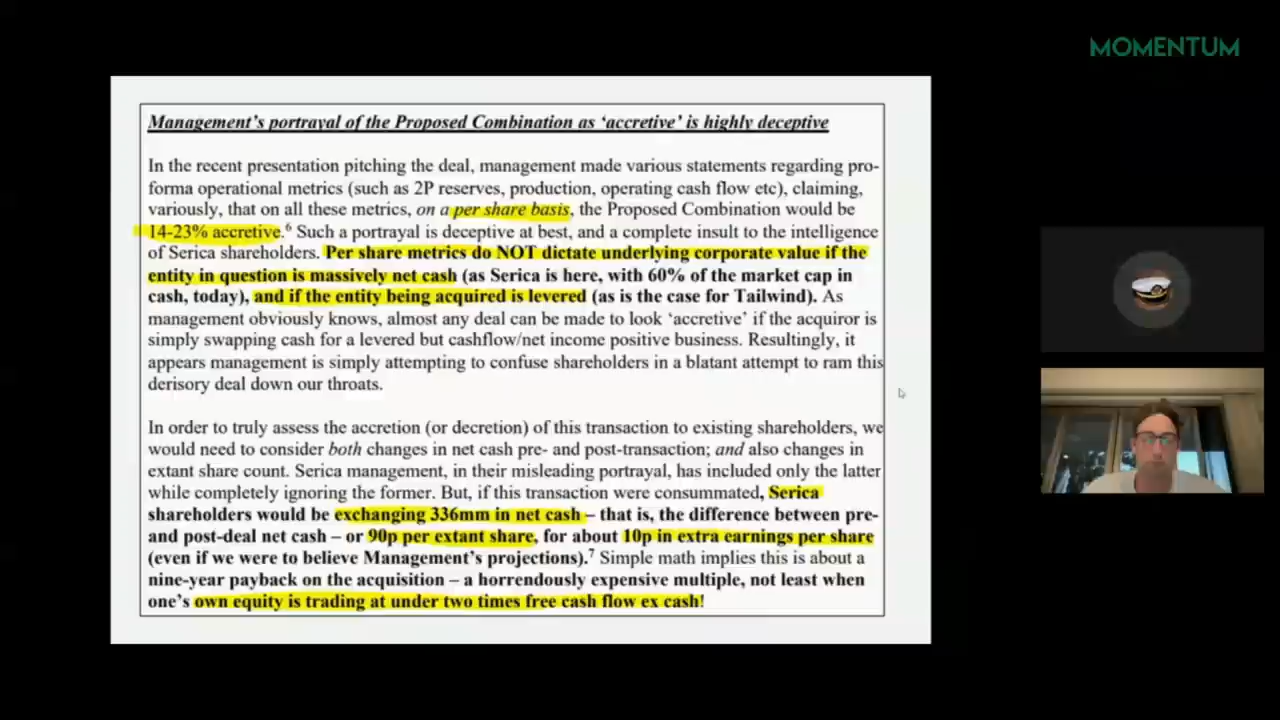 MOMENTUM
Management's portrayal of the Proposed Combination as 'accretive' is highly deceptive
In the recent presentation pitching the deal, management made various statements regarding pro-
forma operational metrics (such as 2P reserves, production, operating cash flow etc), claiming,
variously, that on all these metrics, on a per share basis, the Proposed Combination would be
14-23% accretive.6 Such a portrayal is deceptive at best, and a complete insult to the intelligence
of Serica shareholders. Per share metrics do NOT dictate underlying corporate value if the
entity in question is massively net cash (as Serica is here, with 60% of the market cap in
cash, today), and if the entity being acquired is levered (as is the case for Tailwind). As
management obviously knows, almost any deal can be made to look 'accretive' if the acquiror is
simply swapping cash for a levered but cashflow/net income positive business. Resultingly, it
appears management is simply attempting to confuse shareholders in a blatant attempt to ram this
derisory deal down our throats.
In order to truly assess the accretion (or decretion) of this transaction to existing shareholders, we
would need to consider both changes in net cash pre- and post-transaction; and also changes in
extant share count. Serica management, in their misleading portrayal, has included only the latter
while completely ignoring the former. But, if this transaction were consummated, Serica
shareholders would be exchanging 336mm in net cash – that is, the difference between pre-
and post-deal net cash – or 90p per extant share, for about 10p in extra earnings per share
(even if we were to believe Management's projections).7 Simple math implies this is about a
nine-year payback on the acquisition – a horrendously expensive multiple, not least when
one's own equity is trading at under two times free cash flow ex cash!